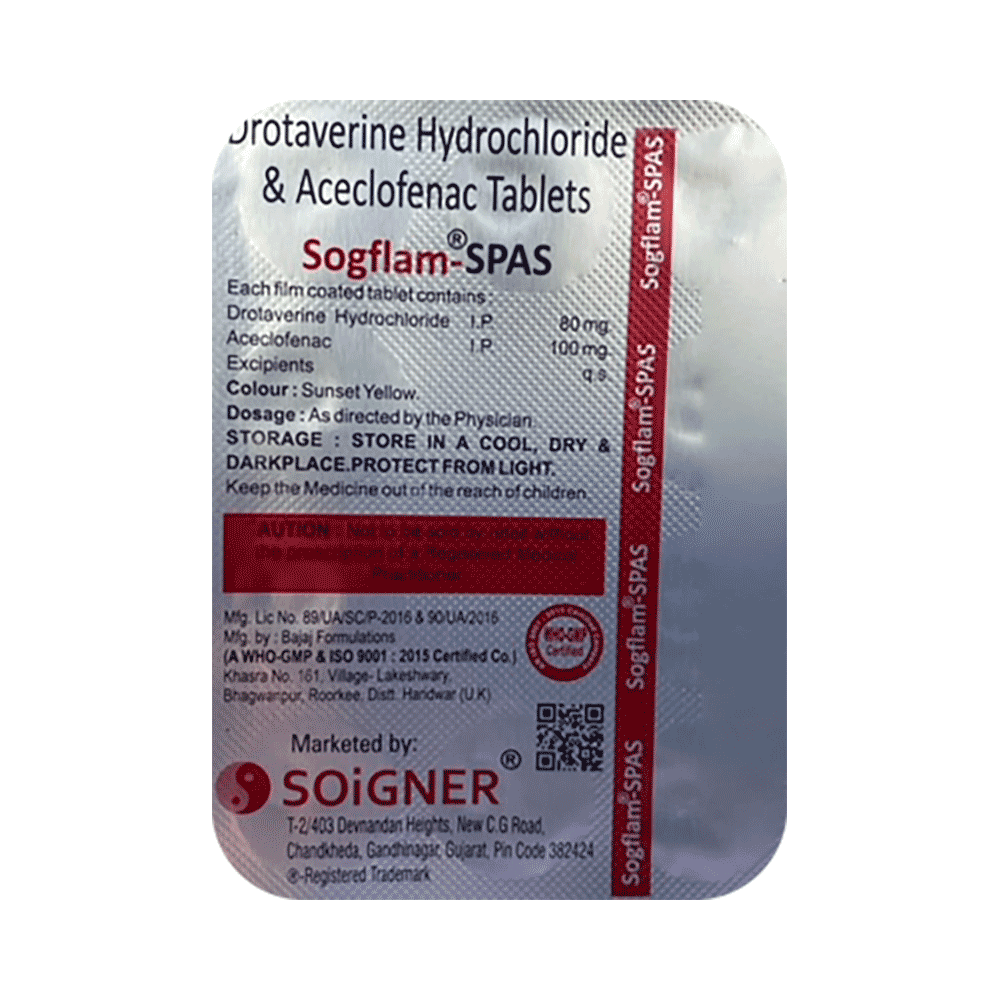 Drotaverine Hydrochloride
& Aceclofenac Tablets
Sogflam®-SPAS
Each film coated tablet contains:
Drotaverine Hydrochloride I.P. 80 mg.
Aceclofenac I.P. 100 mg.
Excipients q.s.
Colour : Sunset Yellow.
Dosage : As directed by the Physician.
STORAGE : STORE IN A COOL, DRY &
DARKPLACE.PROTECT FROM LIGHT.
Keep the Medicine out of the reach of children.
AUTION
Mfg. Lic No. 89/UA/SC/P-2016 & 90/UA/2016
Mfg. by : Bajaj Formulations
(A WHO-GMP & ISO 9001 : 2015 Certified Co.)
Khasra No. 161, Village- Lakeshwary,
Bhagwanpur, Roorkee, Distt. Haridwar (U.K)
WHO-GMP
Certified
Marketed by:
SOiGNER®
T-2/403 Devnandan Heights, New C.G Road,
Chandkheda, Gandhinagar, Gujarat, Pin Code 382424
®-Registered Trademark
Sogflam®-SPAS
Sogflam®-SPAS
Sogflam®-SPAS
Sogflam®-SPAS